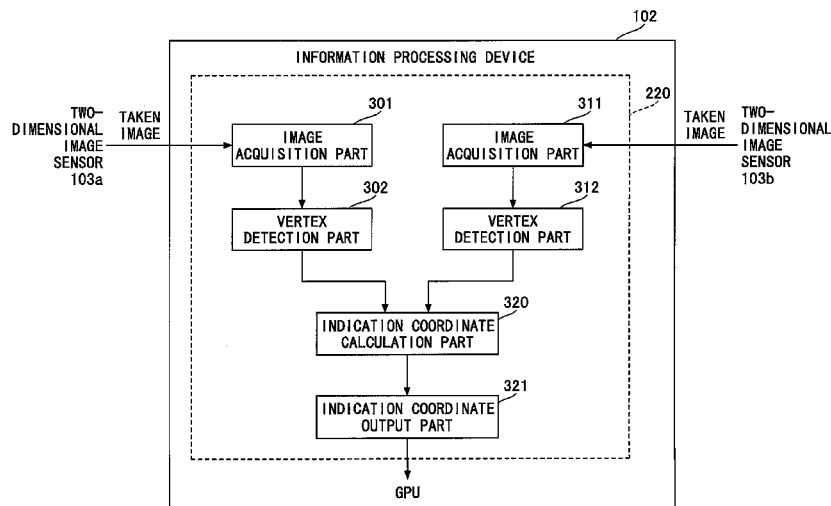 102
INFORMATION PROCESSING DEVICE
220
TWO-
DIMENSIONAL
IMAGE
SENSOR
103a
TAKEN
IMAGE
301
IMAGE
ACQUISITION PART
311
IMAGE
ACQUISITION PART
TAKEN
IMAGE
TWO-
DIMENSIONAL
IMAGE
SENSOR
103b
302
VERTEX
DETECTION PART
312
VERTEX
DETECTION PART
320
INDICATION COORDINATE
CALCULATION PART
321
INDICATION COORDINATE
OUTPUT PART
GPU